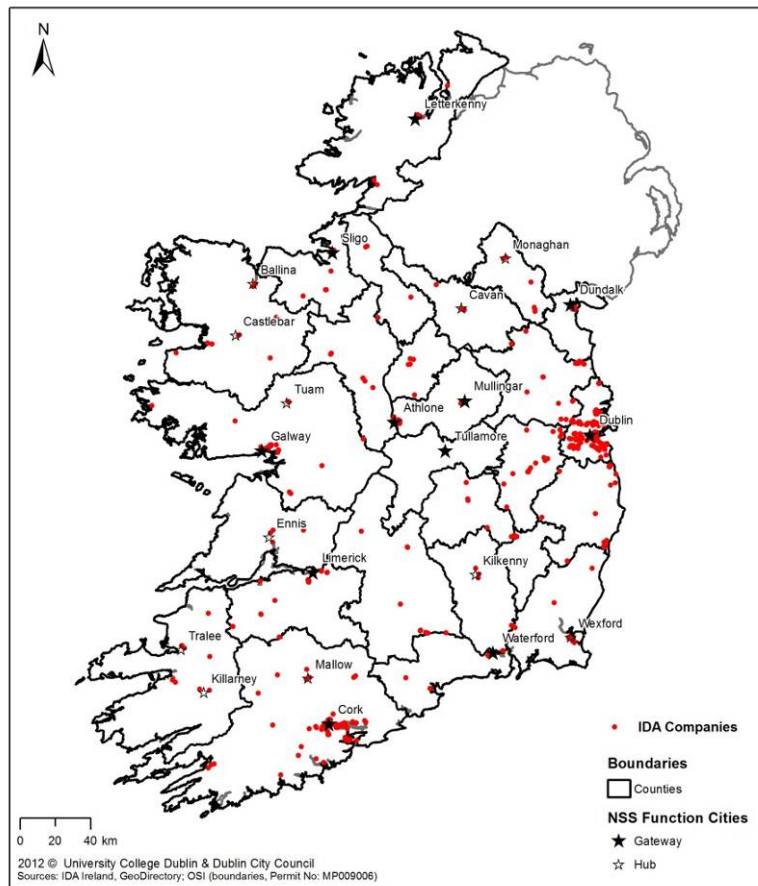 N
Letterkenny
Sligo
Monaghan
Ballina
Cavan
Dundalk
Castlebar
Tuam
Mullingar
Athlone
Dublin
Galway
Tullamore
Ennis
Limerick
Kilkenny
Tralee
Wexford
Waterford
Killarney
Mallow
Cork
IDA Companies
Boundaries
Counties
NSS Function Cities
Gateway
Hub
0 20 40 km
2012 © University College Dublin & Dublin City Council
Sources: IDA Ireland, GeoDirectory; OSI (boundaries, Permit No: MP009006)